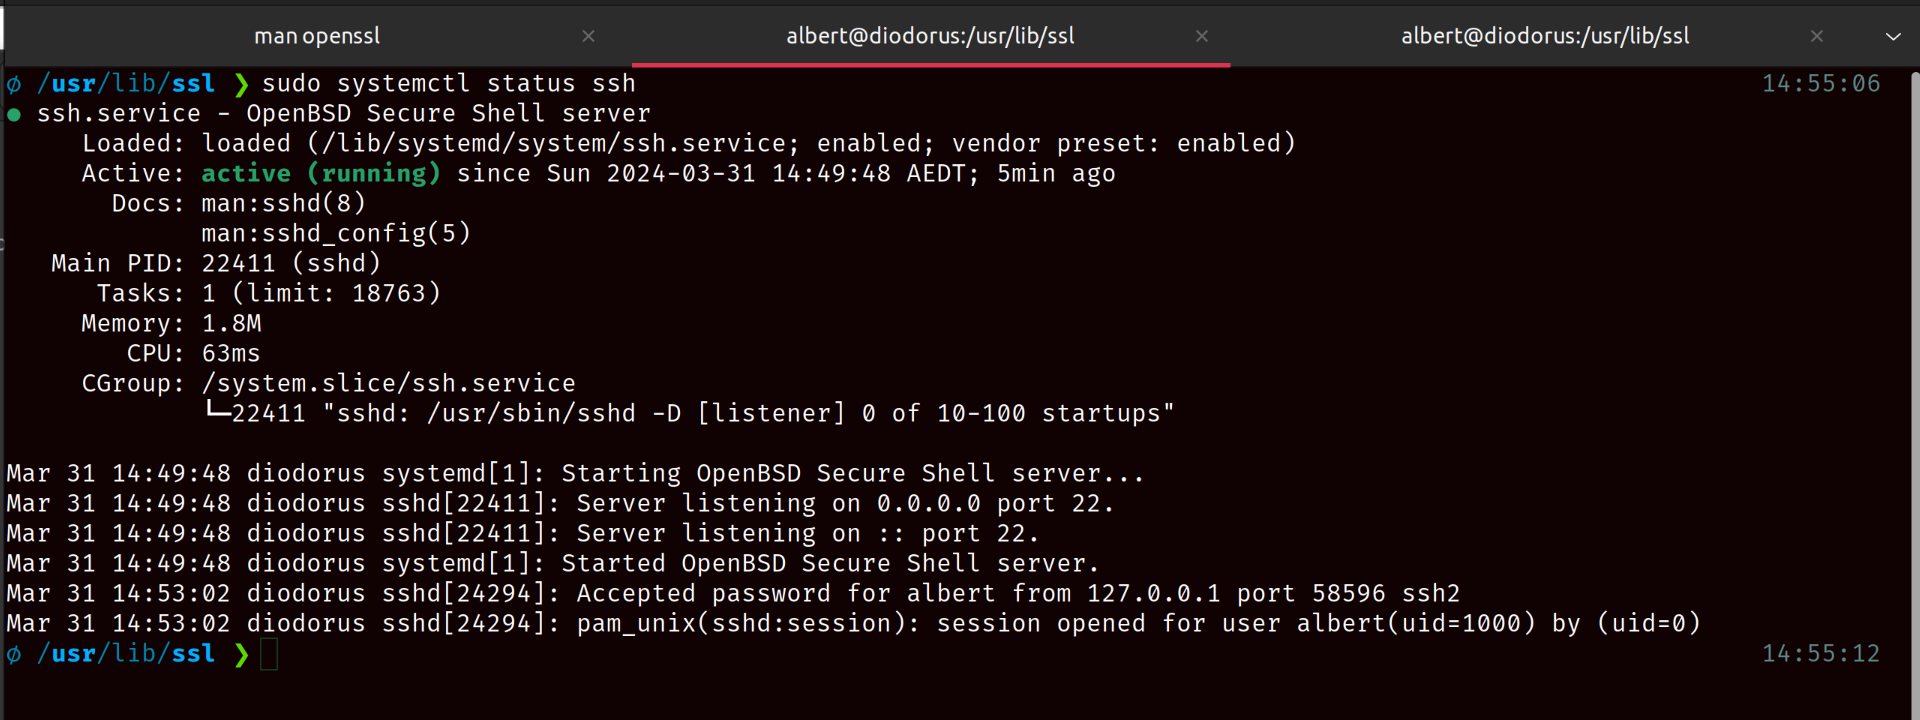 man openssl × albert@diodorus:/usr/lib/ssl × albert@diodorus:/usr/lib/ssl ×
ø /usr/lib/ssl ❯ sudo systemctl status ssh 14:55:06
● ssh.service - OpenBSD Secure Shell server
Loaded: loaded (/lib/systemd/system/ssh.service; enabled; vendor preset: enabled)
Active: active (running) since Sun 2024-03-31 14:49:48 AEDT; 5min ago
Docs: man:sshd(8)
man:sshd_config(5)
Main PID: 22411 (sshd)
Tasks: 1 (limit: 18763)
Memory: 1.8M
CPU: 63ms
CGroup: /system.slice/ssh.service
└─22411 "sshd: /usr/sbin/sshd -D [listener] 0 of 10-100 startups"
Mar 31 14:49:48 diodorus systemd[1]: Starting OpenBSD Secure Shell server...
Mar 31 14:49:48 diodorus sshd[22411]: Server listening on 0.0.0.0 port 22.
Mar 31 14:49:48 diodorus sshd[22411]: Server listening on :: port 22.
Mar 31 14:49:48 diodorus systemd[1]: Started OpenBSD Secure Shell server.
Mar 31 14:53:02 diodorus sshd[24294]: Accepted password for albert from 127.0.0.1 port 58596 ssh2
Mar 31 14:53:02 diodorus sshd[24294]: pam_unix(sshd:session): session opened for user albert(uid=1000) by (uid=0)
ø /usr/lib/ssl ❯ 14:55:12